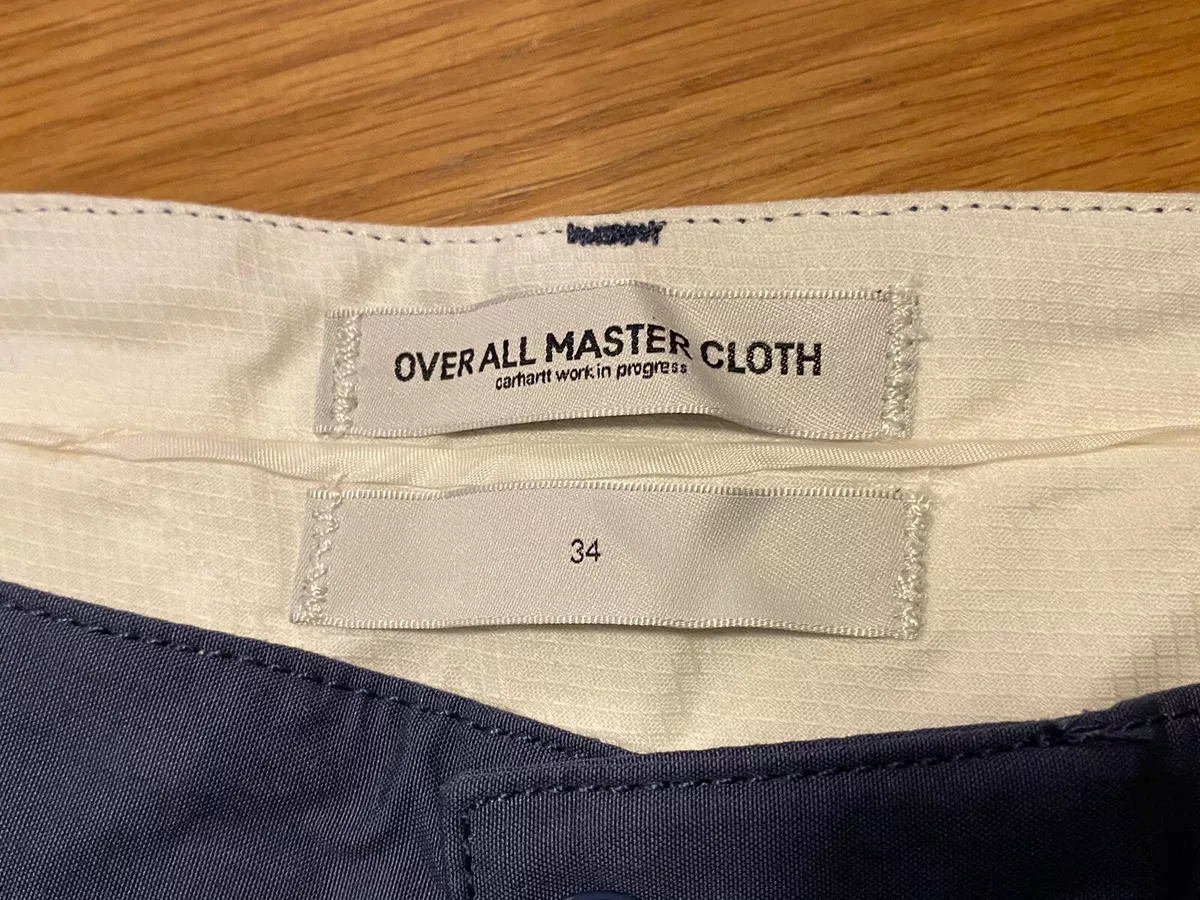 OVERALL MASTER CLOTH
carhartt work in progress
34